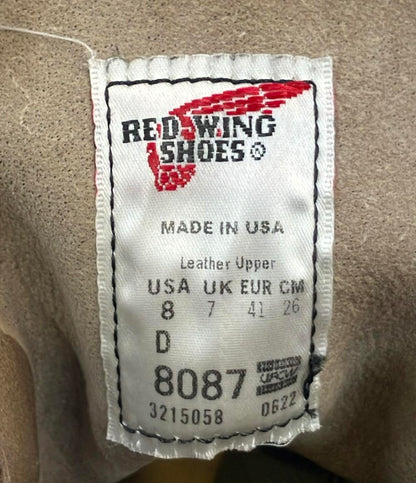 RED WING
SHOES®
MADE IN USA
Leather Upper
USA UK EUR CM
8 7 41 26
D
8087 UFCW
3215058 0622